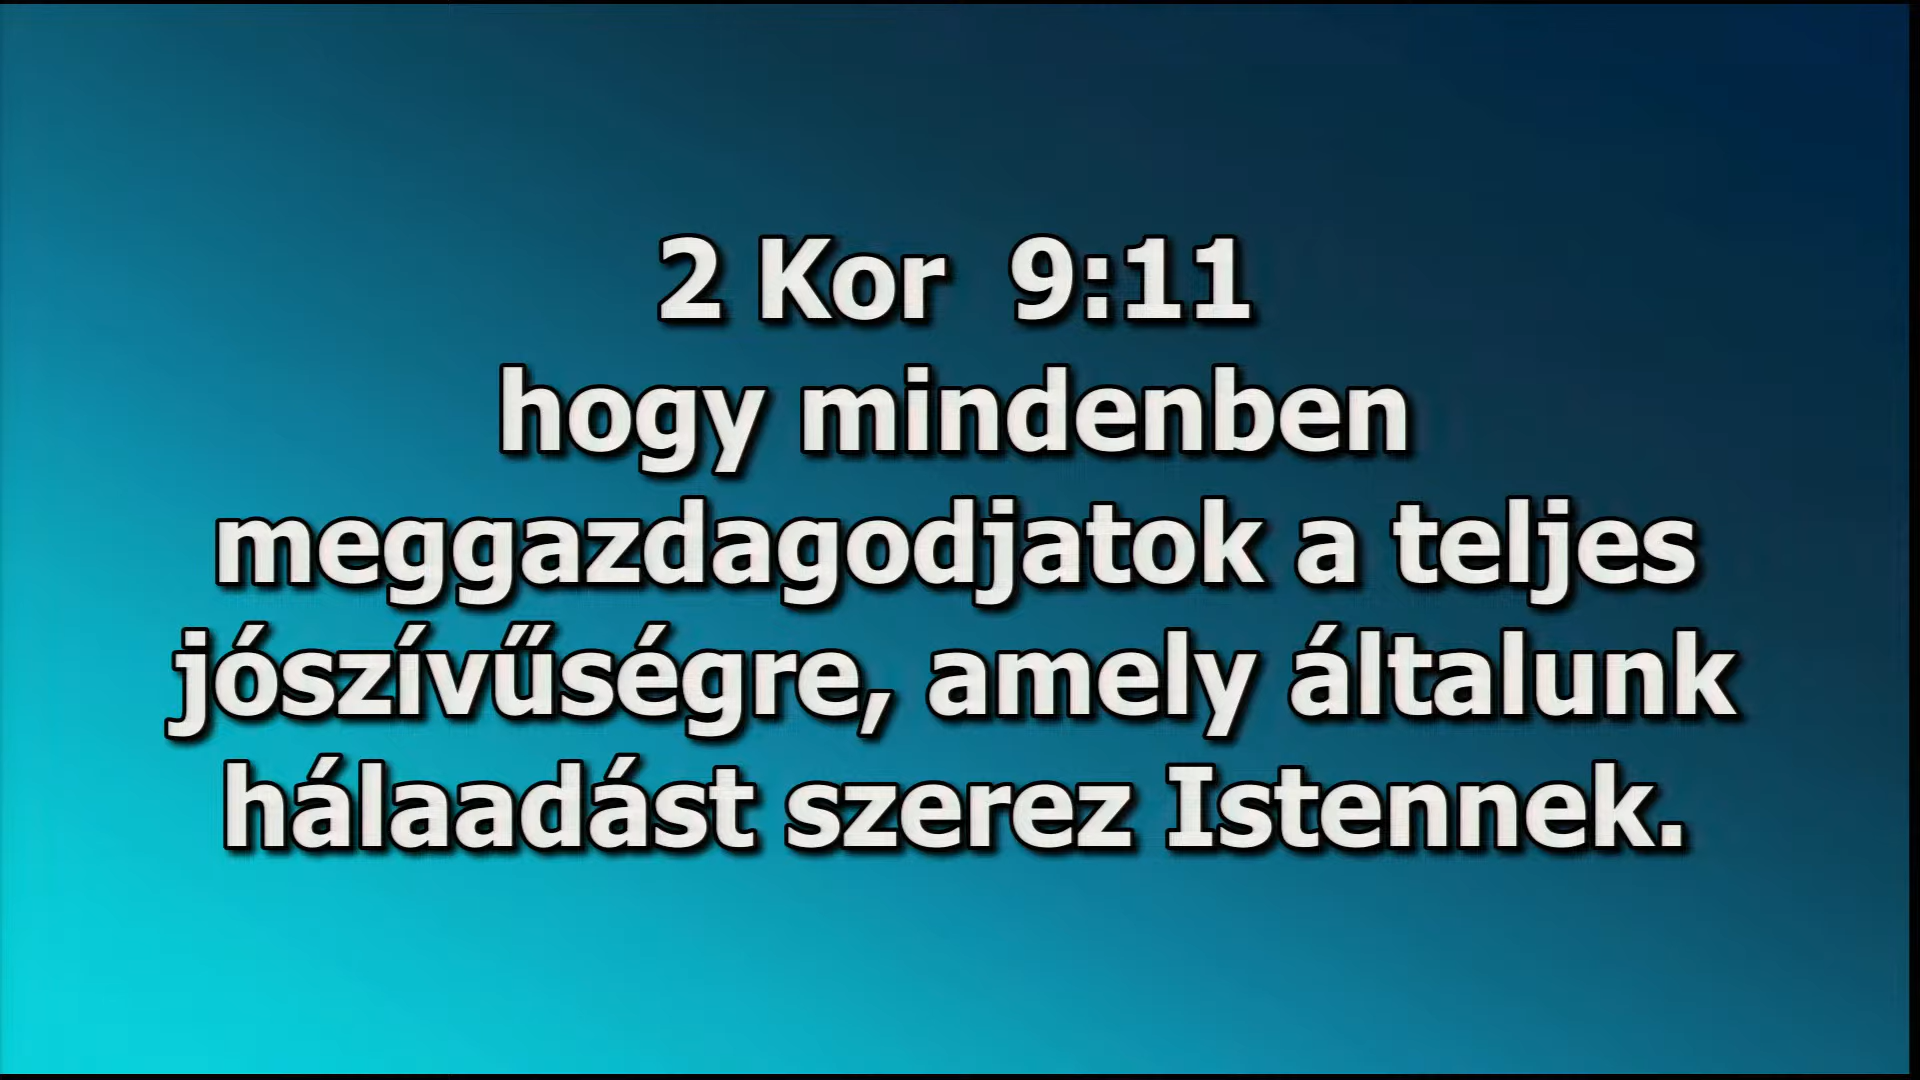 2 Kor  9:11
hogy mindenben
meggazdagodjatok a teljes
jószívűségre, amely általunk
hálaadást szerez Istennek.